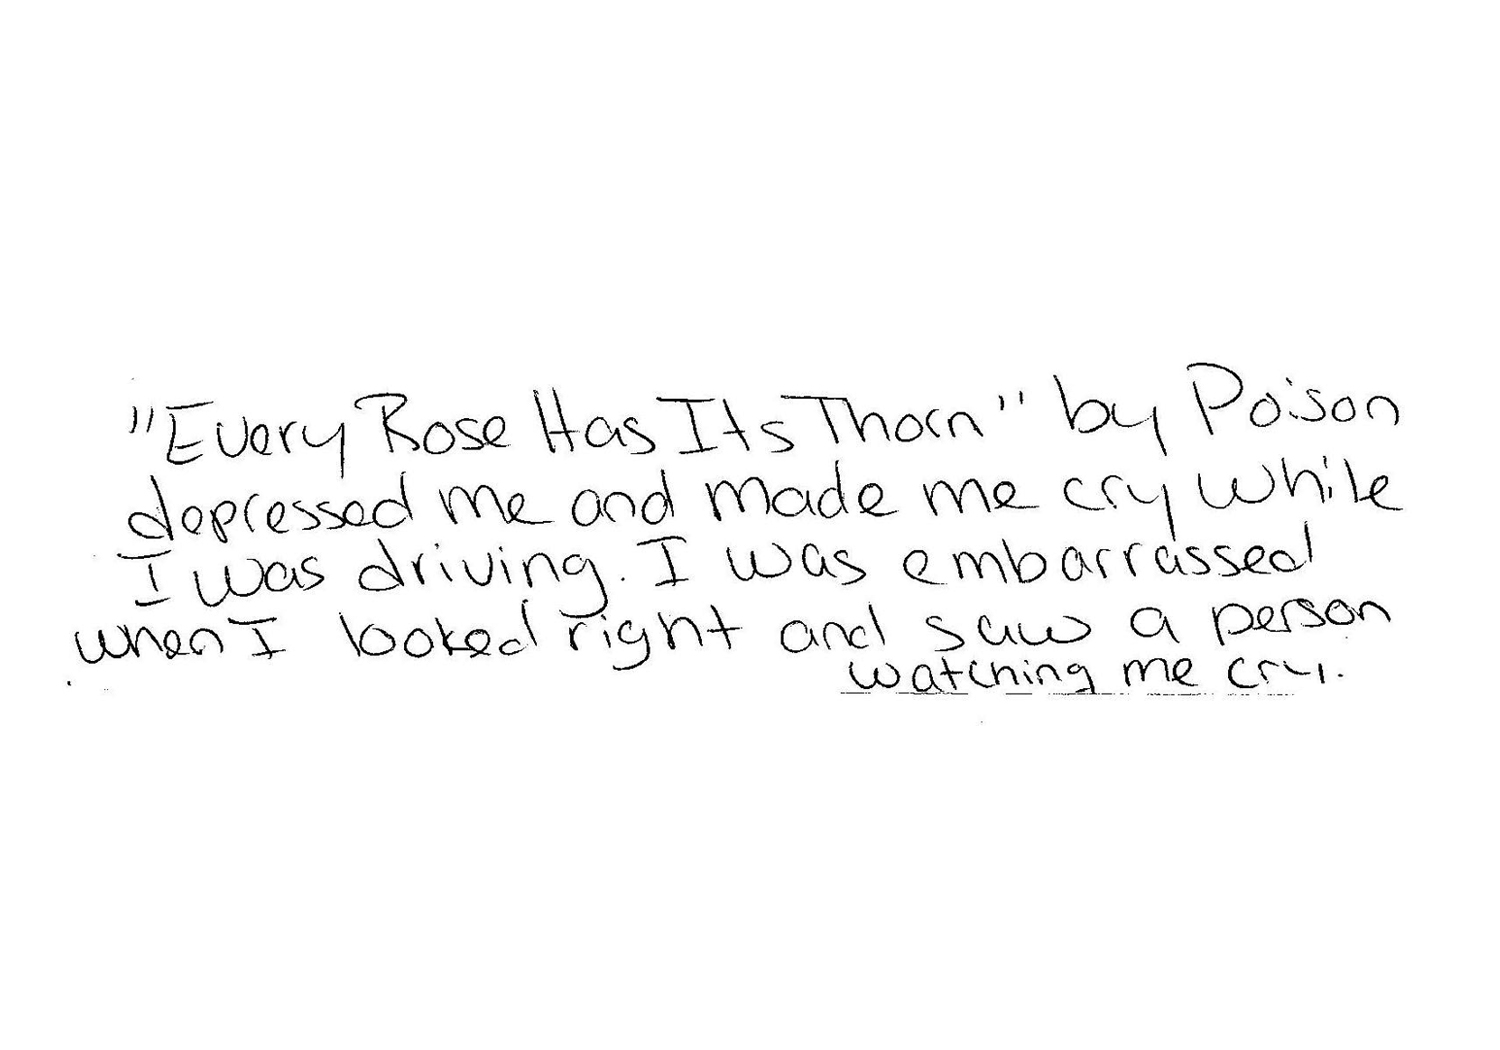 "Every Rose Has Its Thorn" by Poison
depressed me and made me cry while
I was driving. I was embarrassed
when I looked right and saw a person
watching me cry.